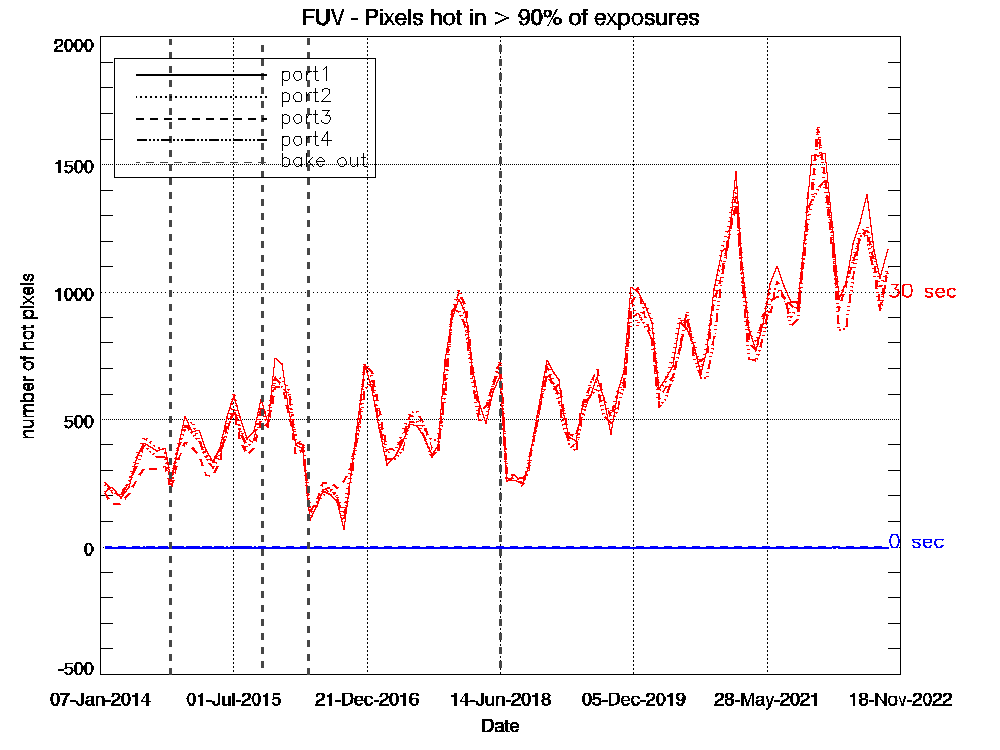 FUV - Pixels hot in > 90% of exposures
2000
port1
port2
port3
port4
bake out
1500
1000
30 sec
number of hot pixels
500
0
0 sec
-500
07-Jan-2014 01-Jul-2015 21-Dec-2016 14-Jun-2018 05-Dec-2019 28-May-2021 18-Nov-2022
Date